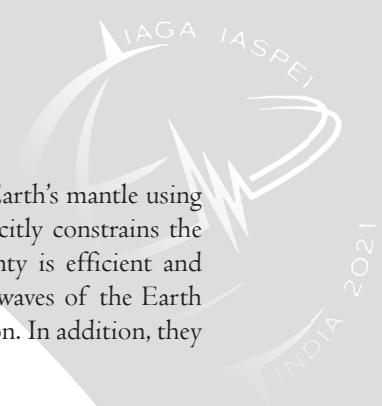 IAGA IASPEI
INDIA 2021
Earth's mantle using
citly constrains the
nty is efficient and
waves of the Earth
on. In addition, they